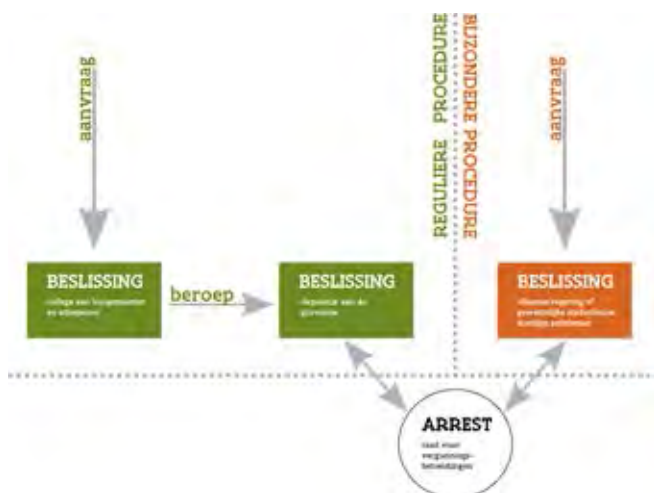 aanvraag
REGULIERE PROCEDURE
BIJZONDERE PROCEDURE
aanvraag
BESLISSING
college van burgemeester
en schepenen
beroep
BESLISSING
deputatie van de
provincie
BESLISSING
vlaamse regering of
gewestelijke stedenbouw-
kundige ambtenaar
ARREST
raad voor
vergunnings-
betwistingen